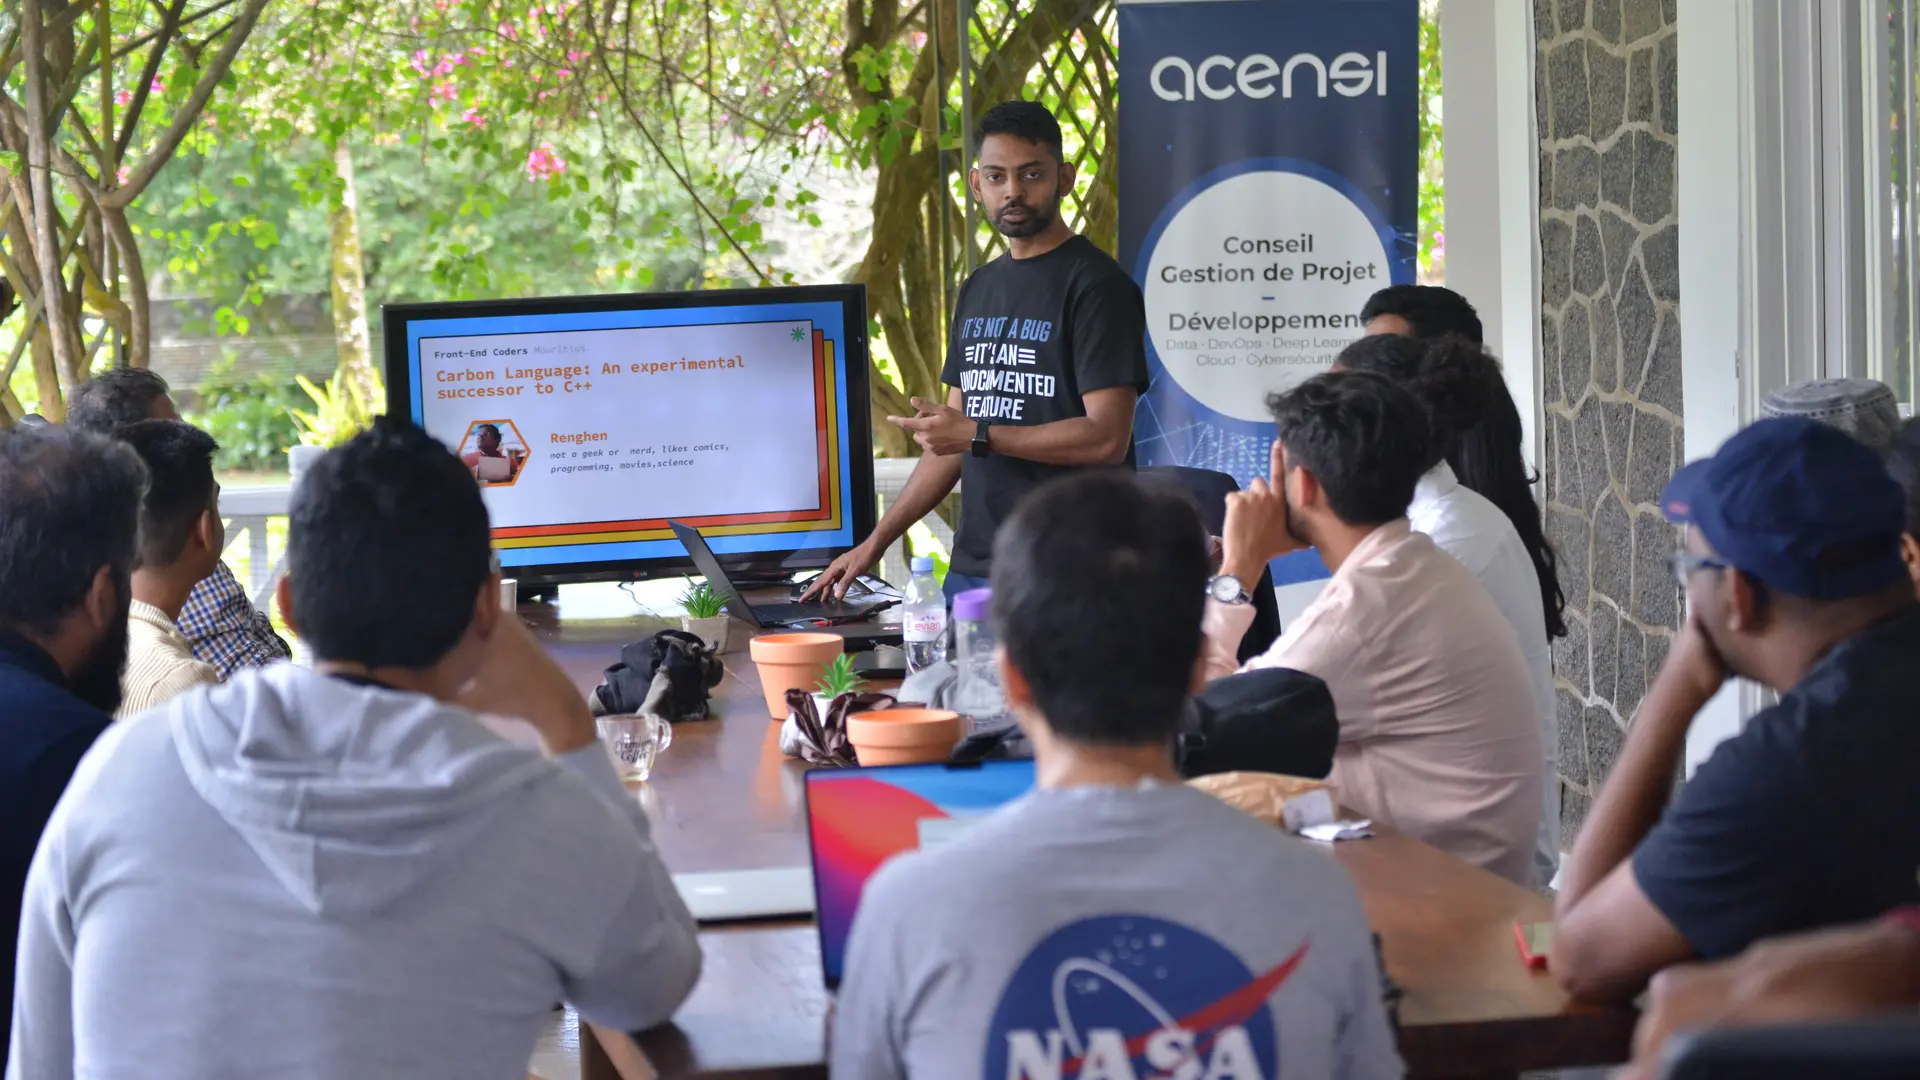 acensi
Conseil
Gestion de Projet
-
Développemen
Data - DevOps - Deep Learni
Cloud - Cybersécurité
Front-End Coders Mauritius
Carbon Language: An experimental
successor to C++
Renghen
not a geek or nerd, likes comics,
programming, movies,science
IT'S NOT A BUG
IT'S AN
UNDOCUMENTED
FEATURE
evian
NASA